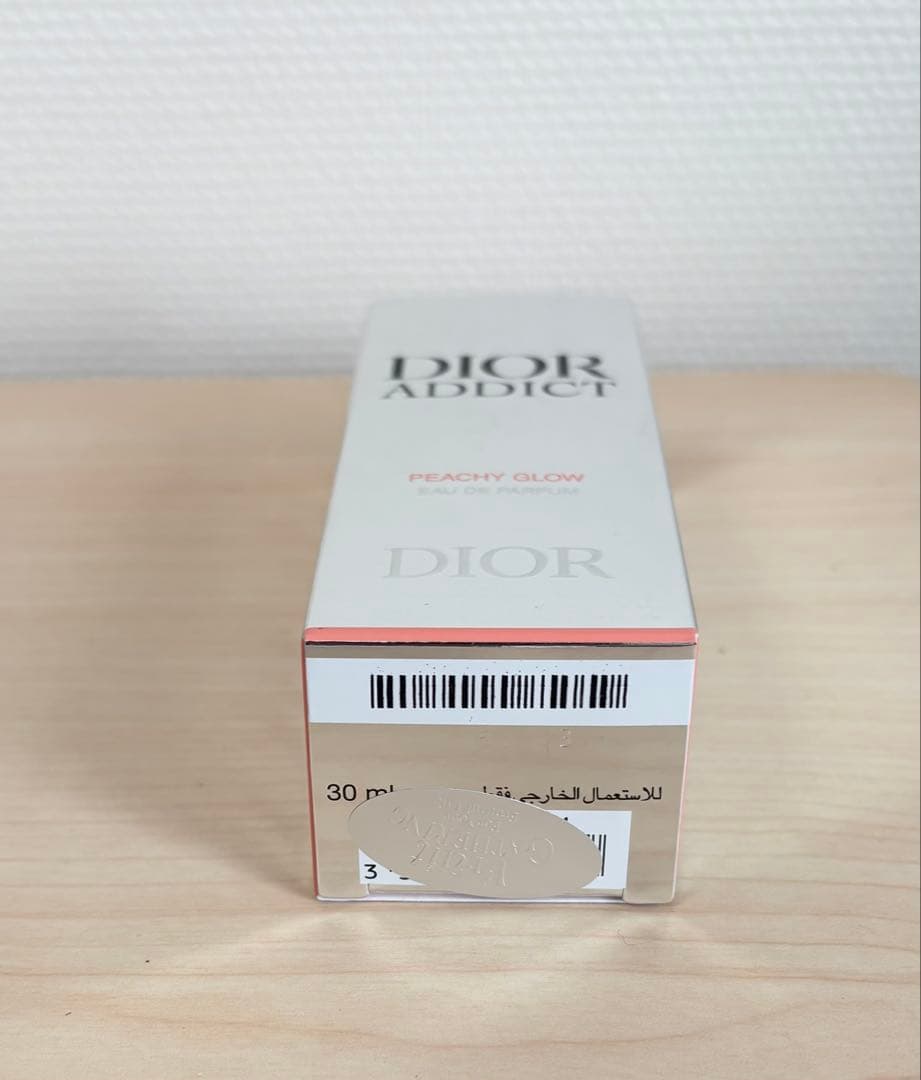 DIOR
ADDICT
PEACHY GLOW
EAU DE PARFUM
DIOR
30 ml للاستعمال الخارجي فقط
3